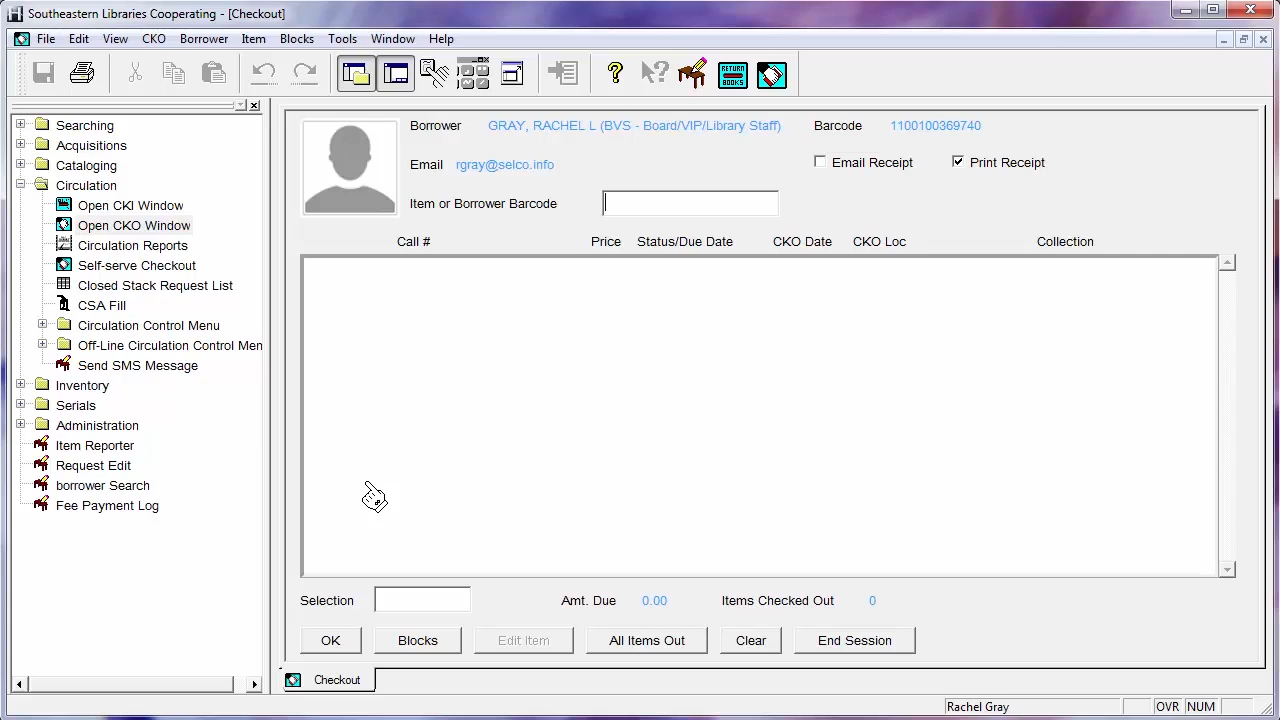 Southeastern Libraries Cooperating - [Checkout]
File Edit View CKO Borrower Item Blocks Tools Window Help
RETURN BOOKS
Searching
Acquisitions
Cataloging
Circulation
Open CKI Window
Open CKO Window
Circulation Reports
Self-serve Checkout
Closed Stack Request List
CSA Fill
Circulation Control Menu
Off-Line Circulation Control Men
Send SMS Message
Inventory
Serials
Administration
Item Reporter
Request Edit
borrower Search
Fee Payment Log
Borrower GRAY, RACHEL L (BVS - Board/VIP/Library Staff) Barcode 1100100369740
Email rgray@selco.info Email Receipt Print Receipt
Item or Borrower Barcode
Call # Price Status/Due Date CKO Date CKO Loc Collection
Selection Amt. Due 0.00 Items Checked Out 0
OK Blocks Edit Item All Items Out Clear End Session
Checkout
Rachel Gray OVR NUM